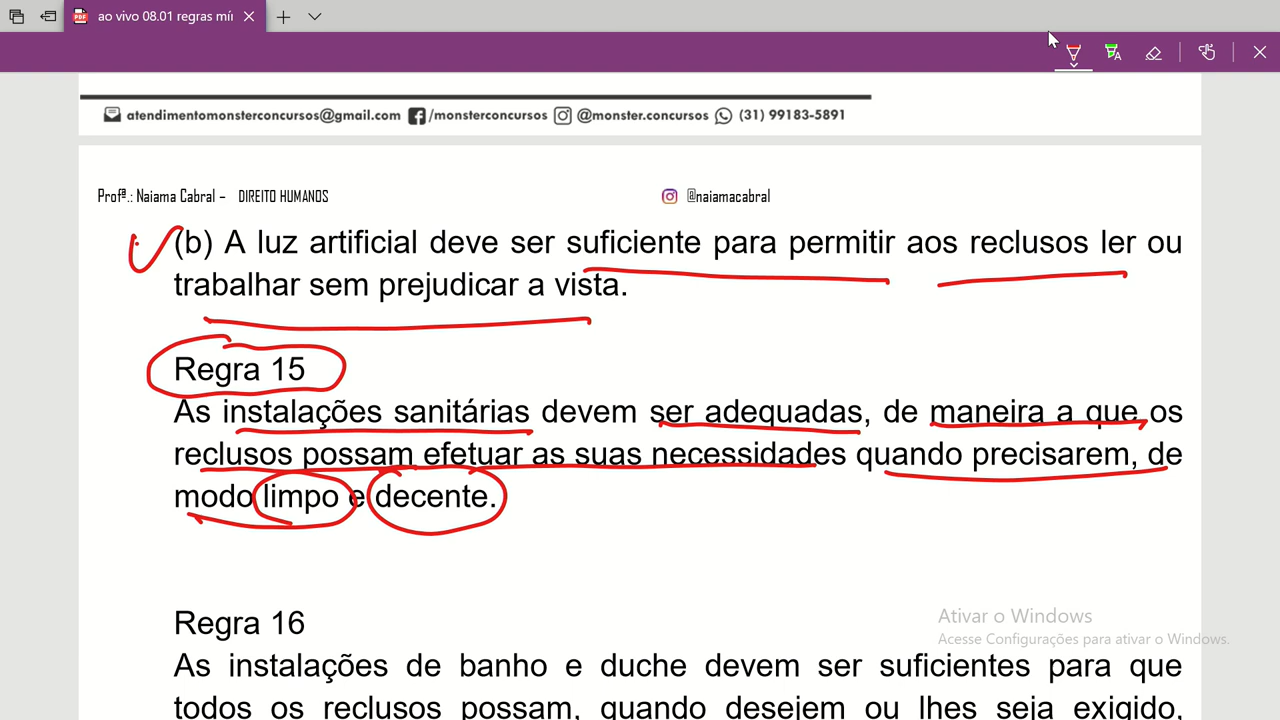 ao vivo 08.01 regras mír
atendimentomonsterconcursos@gmail.com /monsterconcursos @monster.concursos (31) 99183-5891
Profª.: Naiama Cabral – DIREITO HUMANOS @naiamacabral
(b) A luz artificial deve ser suficiente para permitir aos reclusos ler ou
trabalhar sem prejudicar a vista.
Regra 15
As instalações sanitárias devem ser adequadas, de maneira a que os
reclusos possam efetuar as suas necessidades quando precisarem, de
modo limpo e decente.
Regra 16
As instalações de banho e duche devem ser suficientes para que
todos os reclusos possam, quando desejem ou lhes seja exigido,
Ativar o Windows
Acesse Configurações para ativar o Windows.